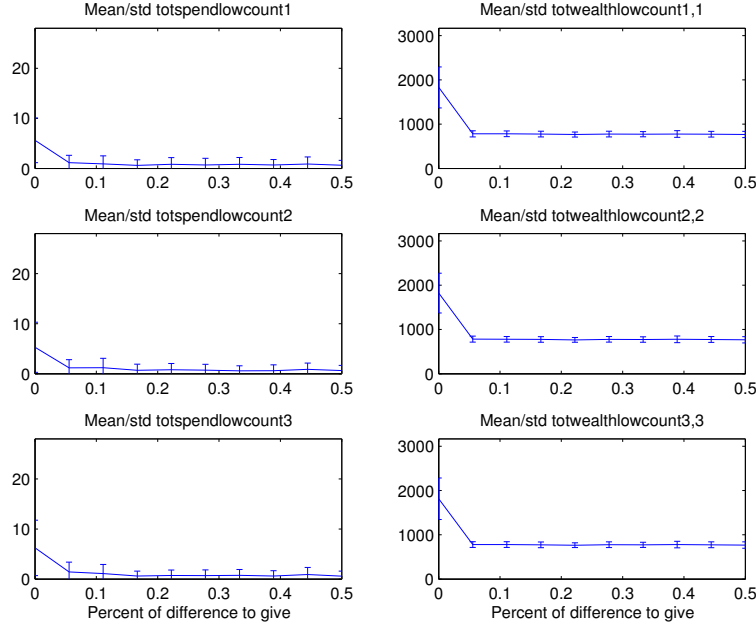 Mean/std totspendlowcount1
20
10
0
0 0.1 0.2 0.3 0.4 0.5
Mean/std totwealthlowcount1,1
3000
2000
1000
0
0 0.1 0.2 0.3 0.4 0.5
Mean/std totspendlowcount2
20
10
0
0 0.1 0.2 0.3 0.4 0.5
Mean/std totwealthlowcount2,2
3000
2000
1000
0
0 0.1 0.2 0.3 0.4 0.5
Mean/std totspendlowcount3
20
10
0
0 0.1 0.2 0.3 0.4 0.5
Percent of difference to give
Mean/std totwealthlowcount3,3
3000
2000
1000
0
0 0.1 0.2 0.3 0.4 0.5
Percent of difference to give